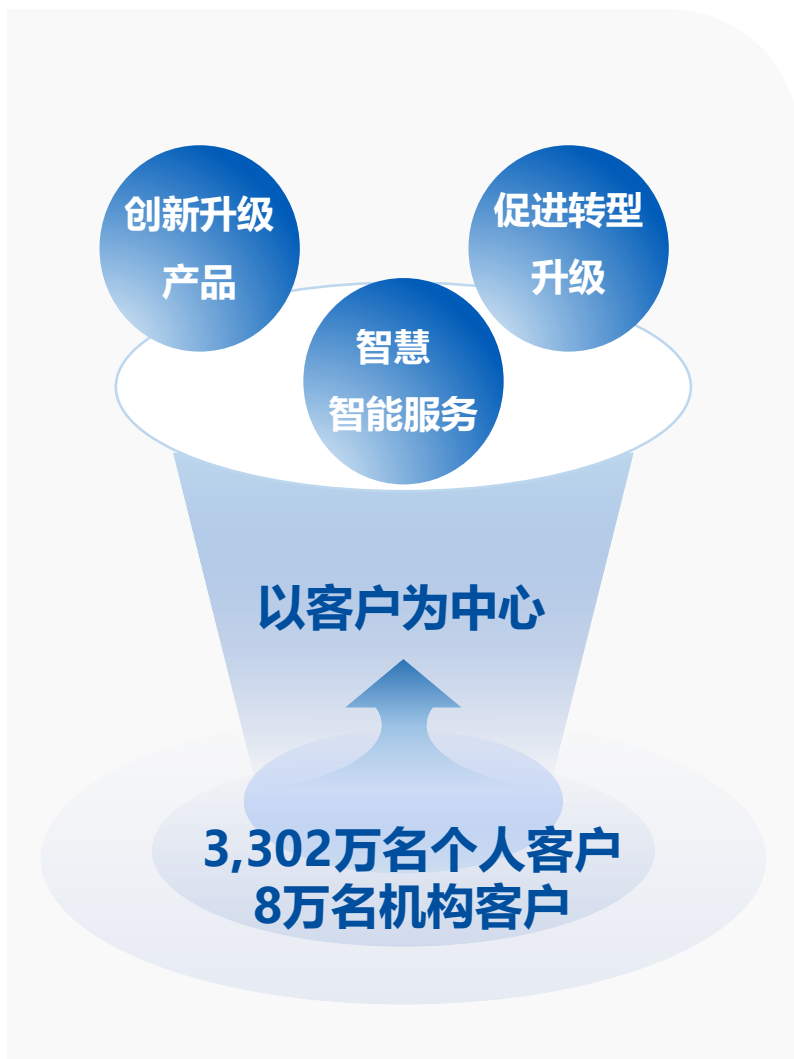 创新升级
产品
促进转型
升级
智慧
智能服务
以客户为中心
3,302万名个人客户
8万名机构客户